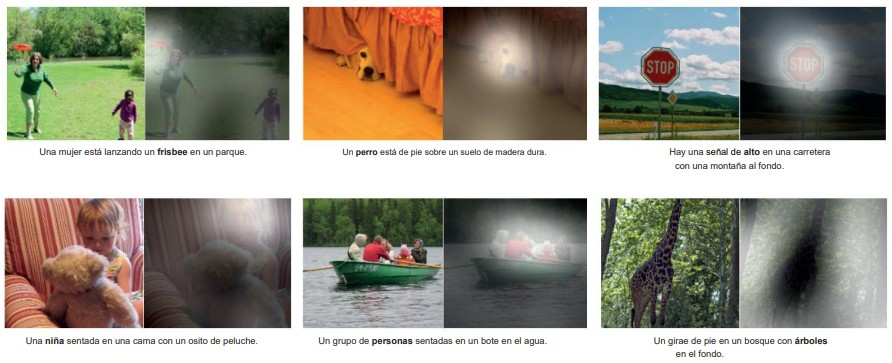 STOP
STOP
Una mujer está lanzando un frisbee en un parque.
Un perro está de pie sobre un suelo de madera dura.
Hay una señal de alto en una carretera
con una montaña al fondo.
Una niña sentada en una cama con un osito de peluche.
Un grupo de personas sentadas en un bote en el agua.
Un girae de pie en un bosque con árboles
en el fondo.